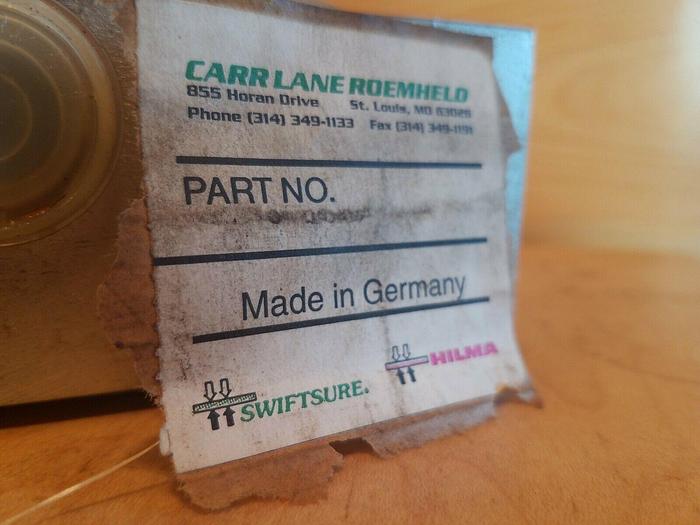 CARR LANE ROEMHELD
855 Horan Drive St. Louis, MO 63026
Phone (314) 349-1133 Fax (314) 349-1191
PART NO.
Made in Germany
HILMA
SWIFTSURE.